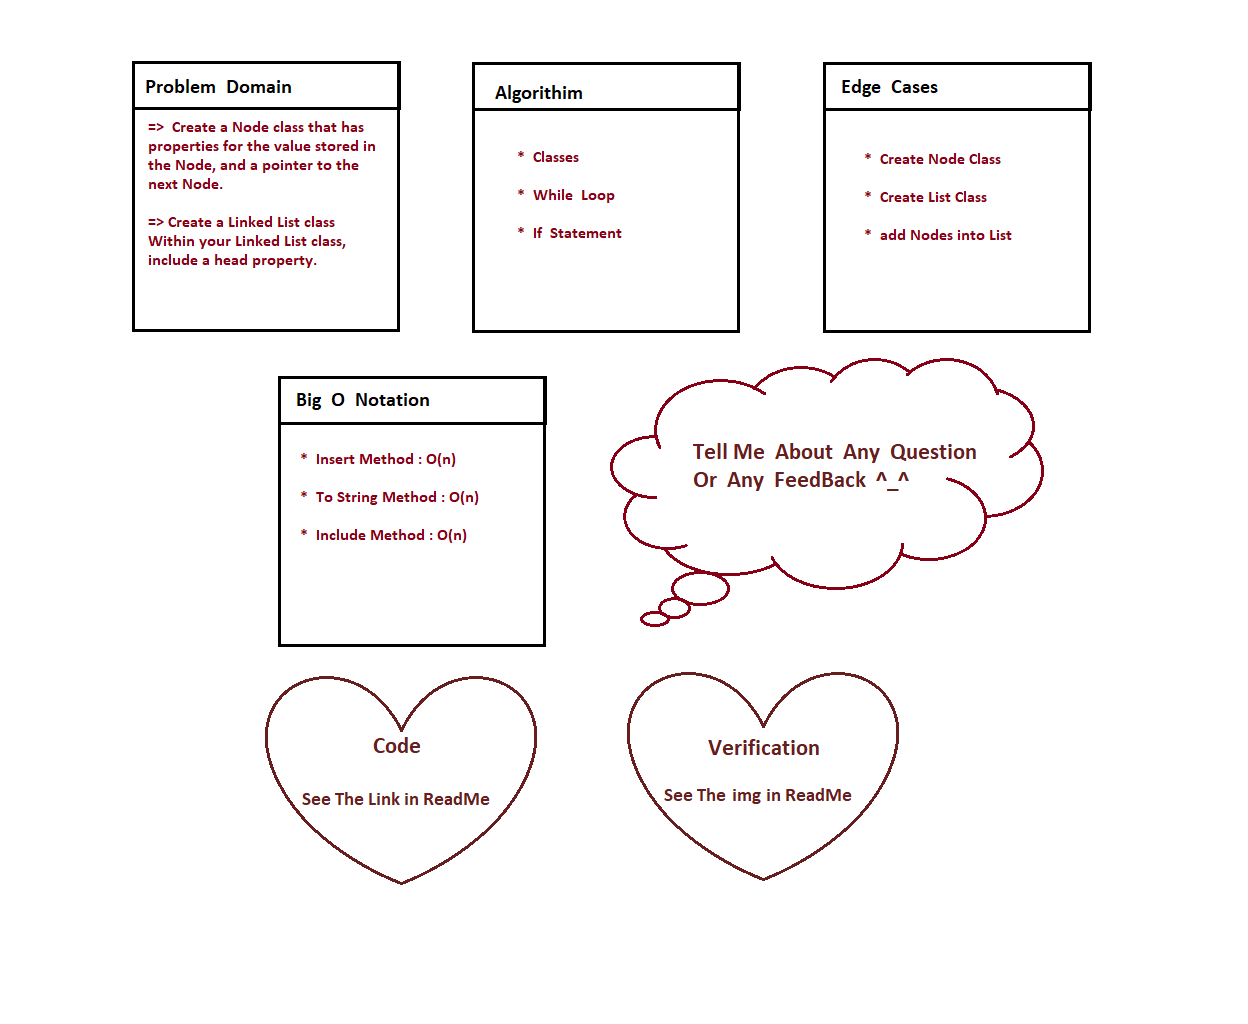 Problem Domain
=> Create a Node class that has
properties for the value stored in
the Node, and a pointer to the
next Node.
=> Create a Linked List class
Within your Linked List class,
include a head property.
Algorithim
* Classes
* While Loop
* If Statement
Edge Cases
* Create Node Class
* Create List Class
* add Nodes into List
Big O Notation
* Insert Method : O(n)
* To String Method : O(n)
* Include Method : O(n)
Tell Me About Any Question
Or Any FeedBack ^_^
Code
See The Link in ReadMe
Verification
See The img in ReadMe